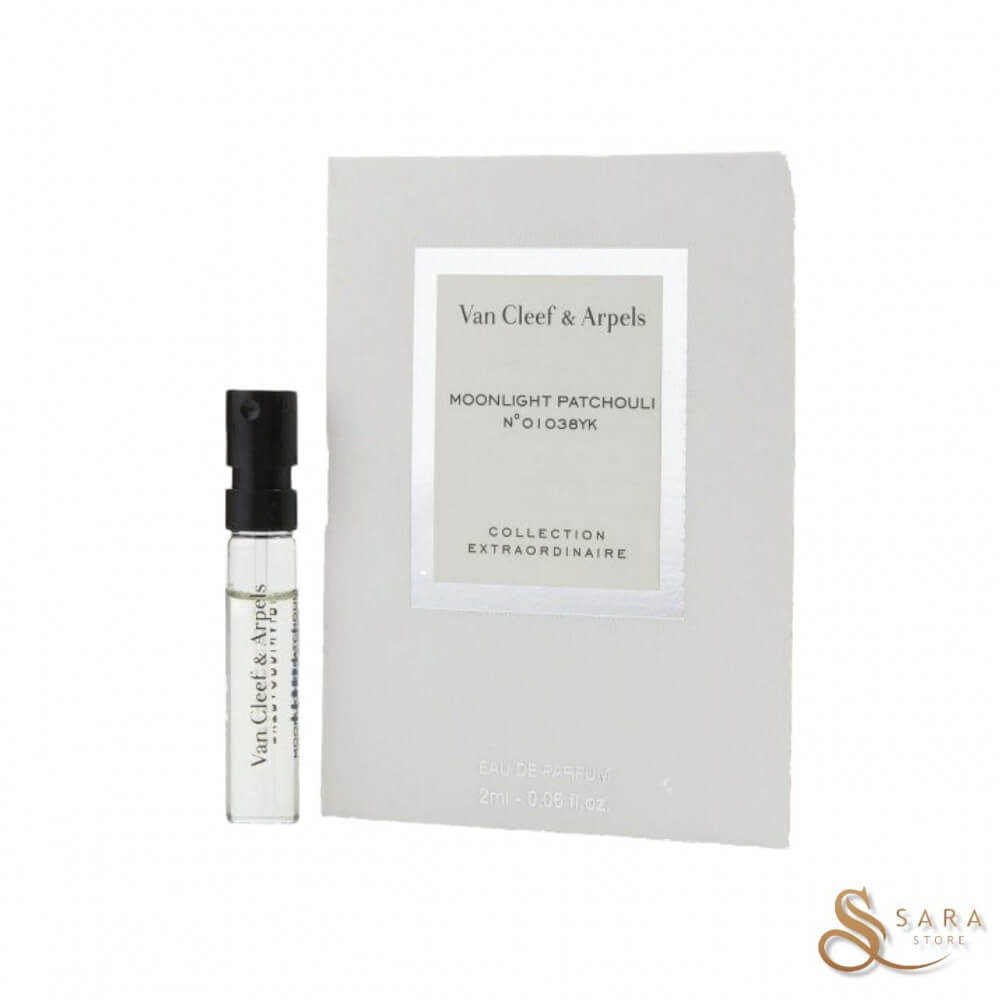 Van Cleef & Arpels
MOONLIGHT PATCHOULI
N°01038YK
COLLECTION
EXTRAORDINAIRE
EAU DE PARFUM
2ml - 0.06 fl.oz.
Van Cleef & Arpels
SARA
STORE